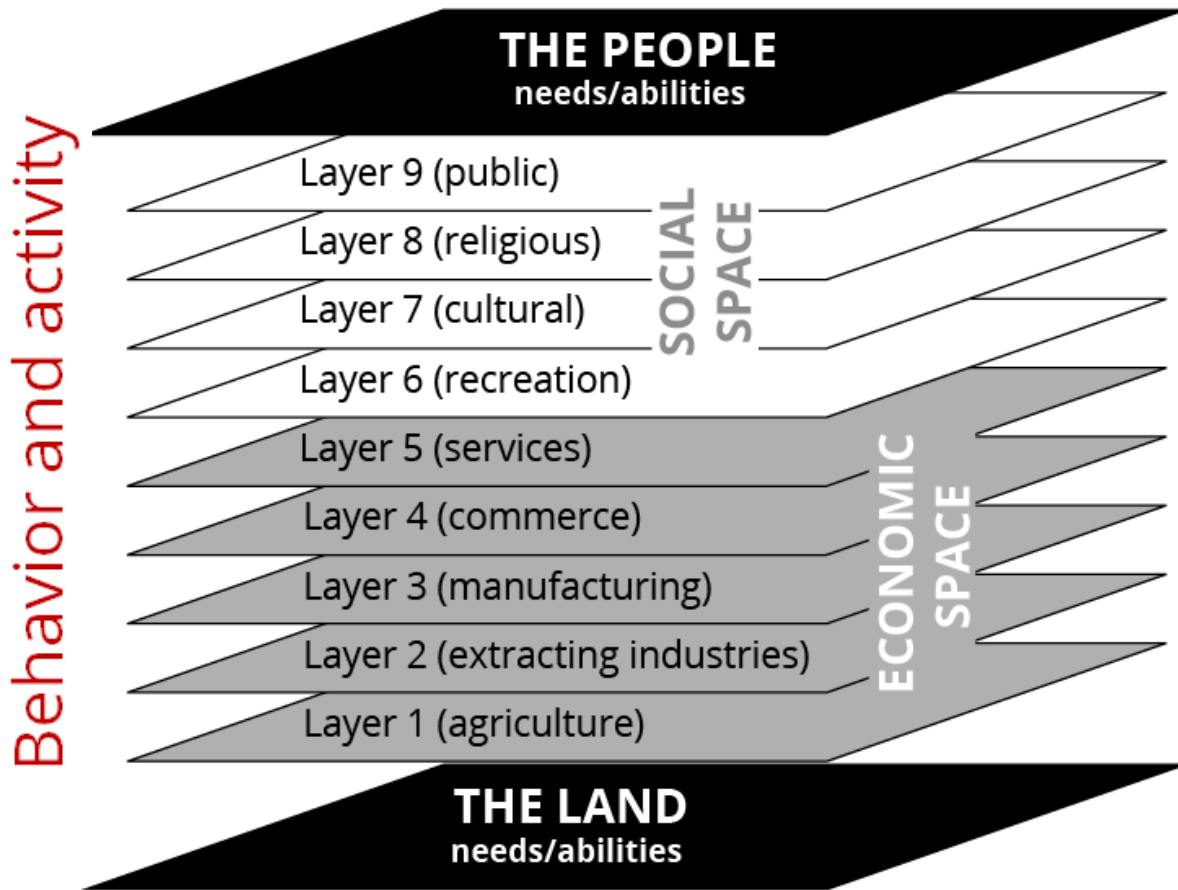 THE PEOPLE
needs/abilities
Behavior and activity
Layer 9 (public)
Layer 8 (religious)
Layer 7 (cultural)
Layer 6 (recreation)
SOCIAL
SPACE
Layer 5 (services)
Layer 4 (commerce)
Layer 3 (manufacturing)
Layer 2 (extracting industries)
Layer 1 (agriculture)
ECONOMIC
SPACE
THE LAND
needs/abilities